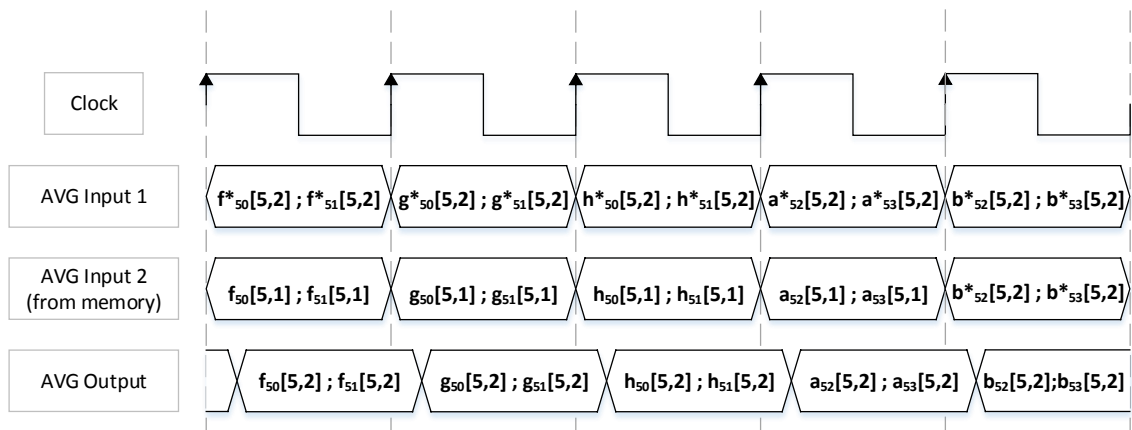 Clock
AVG Input 1
f*50[5,2] ; f*51[5,2] g*50[5,2] ; g*51[5,2] h*50[5,2] ; h*51[5,2] a*52[5,2] ; a*53[5,2] b*52[5,2] ; b*53[5,2]
AVG Input 2
(from memory)
f50[5,1] ; f51[5,1] g50[5,1] ; g51[5,1] h50[5,1] ; h51[5,1] a52[5,1] ; a53[5,1] b*52[5,2] ; b*53[5,2]
AVG Output
f50[5,2] ; f51[5,2] g50[5,2] ; g51[5,2] h50[5,2] ; h51[5,2] a52[5,2] ; a53[5,2] b52[5,2];b53[5,2]